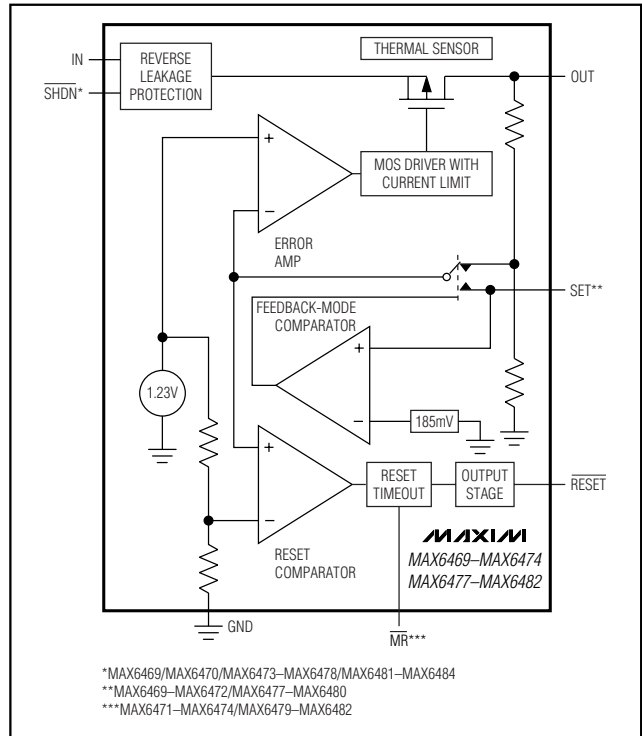 THERMAL SENSOR
IN
REVERSE
LEAKAGE
PROTECTION
SHDN*
OUT
+
MOS DRIVER WITH
CURRENT LIMIT
−
ERROR
AMP
SET**
FEEDBACK-MODE
COMPARATOR
+
1.23V
−
185mV
+
RESET
TIMEOUT
OUTPUT
STAGE
RESET
−
MAXIM
RESET
COMPARATOR
MAX6469–MAX6474
MAX6477–MAX6482
GND
MR***
*MAX6469/MAX6470/MAX6473–MAX6478/MAX6481–MAX6484
**MAX6469–MAX6472/MAX6477–MAX6480
***MAX6471–MAX6474/MAX6479–MAX6482